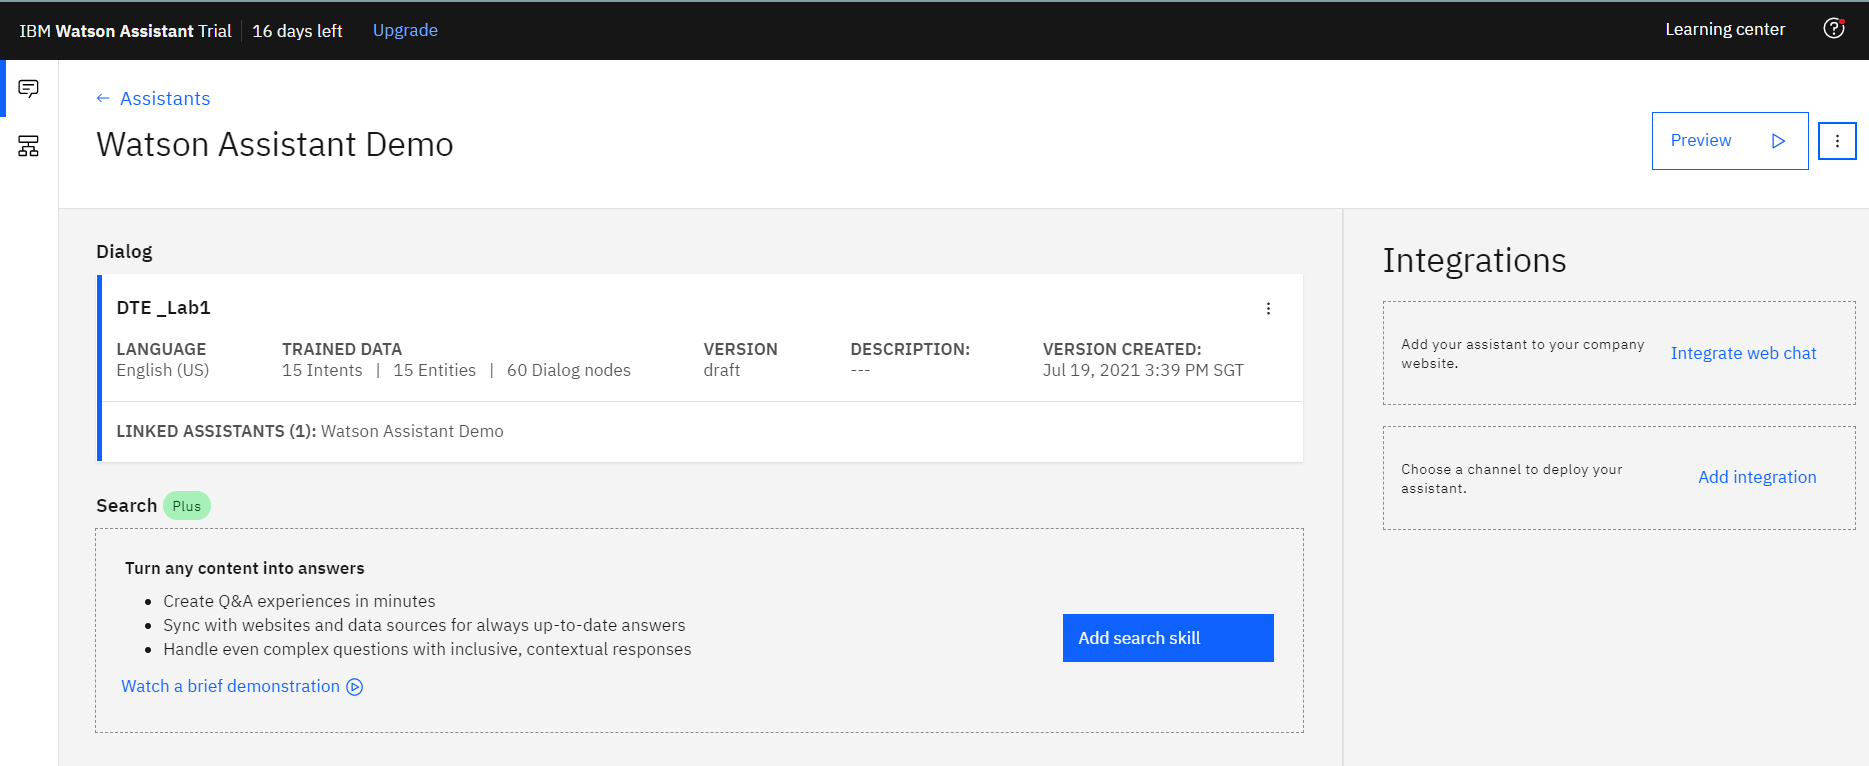 IBM Watson Assistant Trial 16 days left Upgrade Learning center
← Assistants
Watson Assistant Demo
Preview
Dialog
DTE _Lab1
LANGUAGE TRAINED DATA VERSION DESCRIPTION: VERSION CREATED:
English (US) 15 Intents | 15 Entities | 60 Dialog nodes draft --- Jul 19, 2021 3:39 PM SGT
LINKED ASSISTANTS (1): Watson Assistant Demo
Search Plus
Turn any content into answers
• Create Q&A experiences in minutes
• Sync with websites and data sources for always up-to-date answers
• Handle even complex questions with inclusive, contextual responses
Watch a brief demonstration
Add search skill
Integrations
Add your assistant to your company
website.
Integrate web chat
Choose a channel to deploy your
assistant.
Add integration